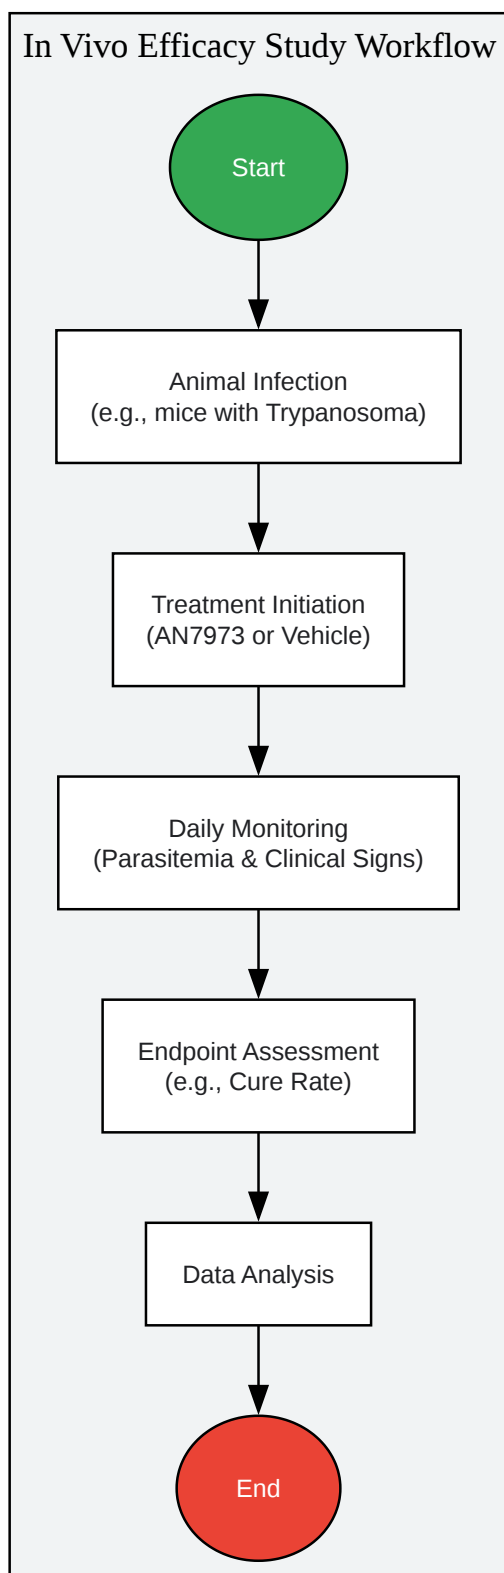 In Vivo Efficacy Study Workflow
Start
Animal Infection
(e.g., mice with Trypanosoma)
Treatment Initiation
(AN7973 or Vehicle)
Daily Monitoring
(Parasitemia & Clinical Signs)
Endpoint Assessment
(e.g., Cure Rate)
Data Analysis
End